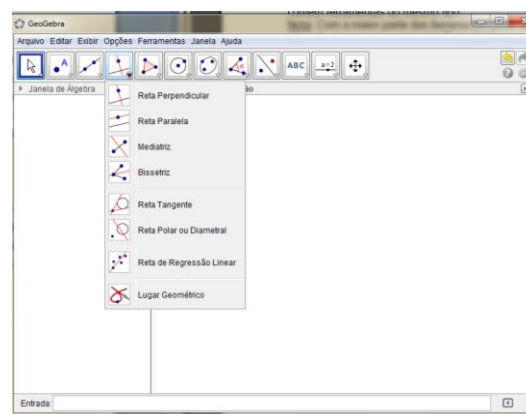 GeoGebra
Arquivo Editar Exibir Opções Ferramentas Janela Ajuda
A
ABC
a=2
Janela de Álgebra
Reta Perpendicular
Reta Paralela
Mediatriz
Bissetriz
Reta Tangente
Reta Polar ou Diametral
Reta de Regressão Linear
Lugar Geométrico
Entrada: